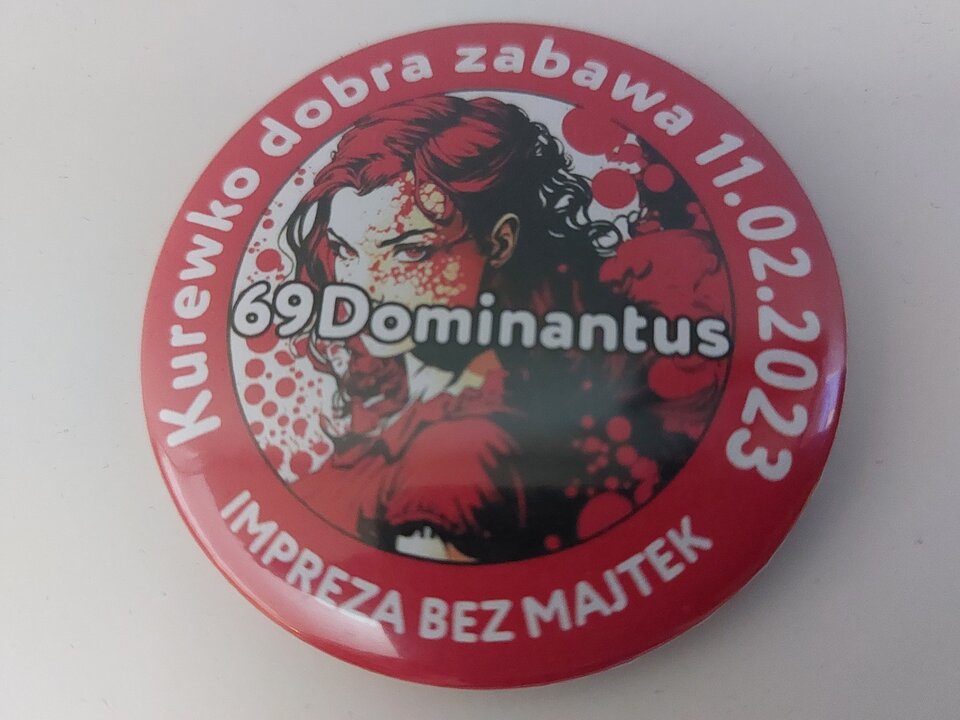 Kurewko dobra zabawa 11.02.2023
69Dominantus
IMPREZA BEZ MAJTEK